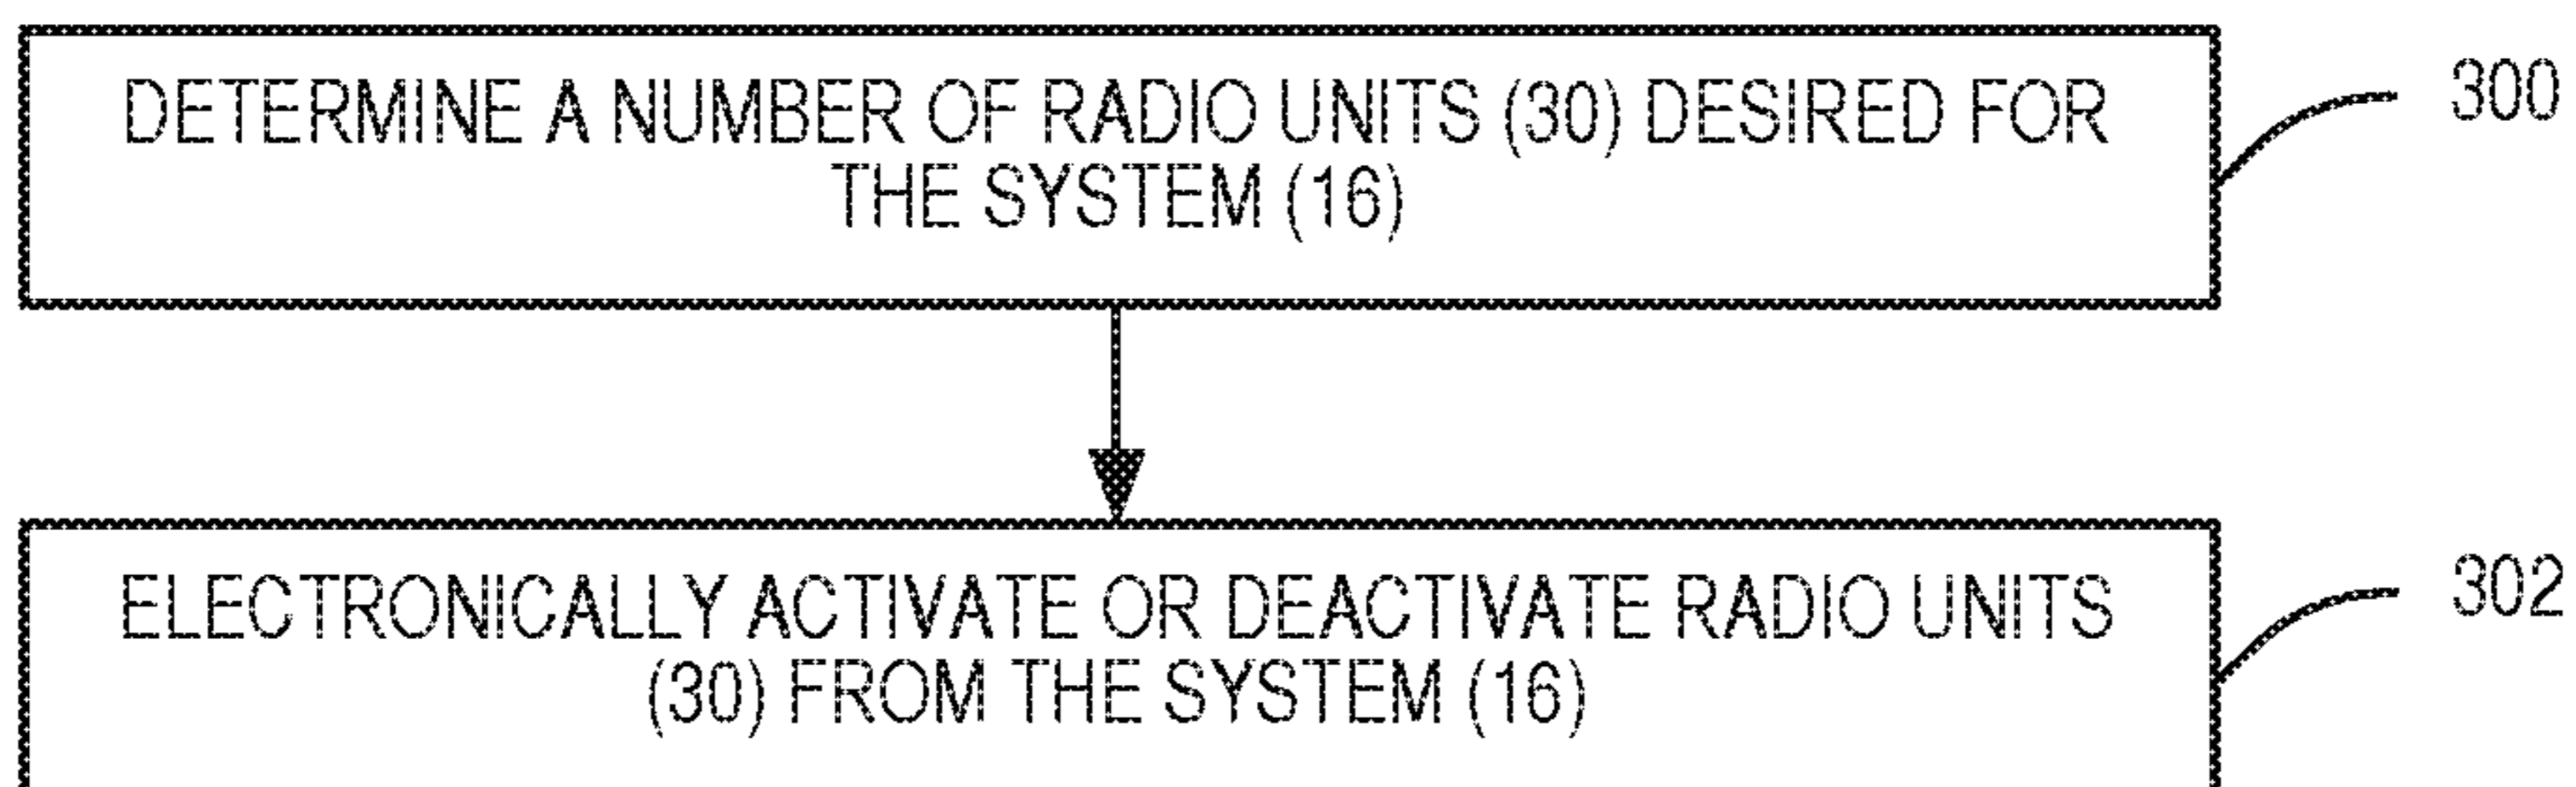 DETERMINE A NUMBER OF RADIO UNITS (30) DESIRED FOR
THE SYSTEM (16)
300
ELECTRONICALLY ACTIVATE OR DEACTIVATE RADIO UNITS
(30) FROM THE SYSTEM (16)
302